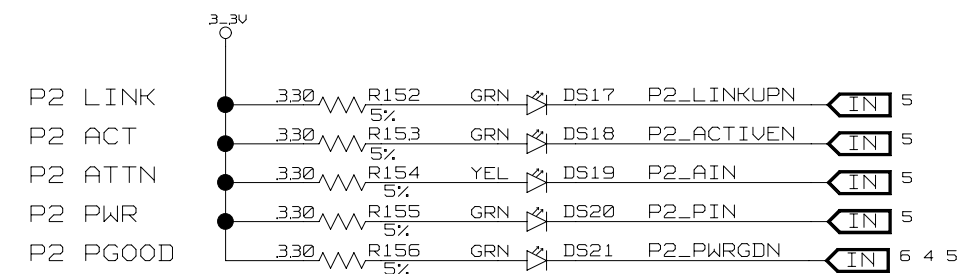 3_3V
P2 LINK 330 R152 5% GRN DS17 P2_LINKUPN IN 5
P2 ACT 330 R153 5% GRN DS18 P2_ACTIVEN IN 5
P2 ATTN 330 R154 5% YEL DS19 P2_AIN IN 5
P2 PWR 330 R155 5% GRN DS20 P2_PIN IN 5
P2 PGOOD 330 R156 5% GRN DS21 P2_PWRGDN IN 6 4 5